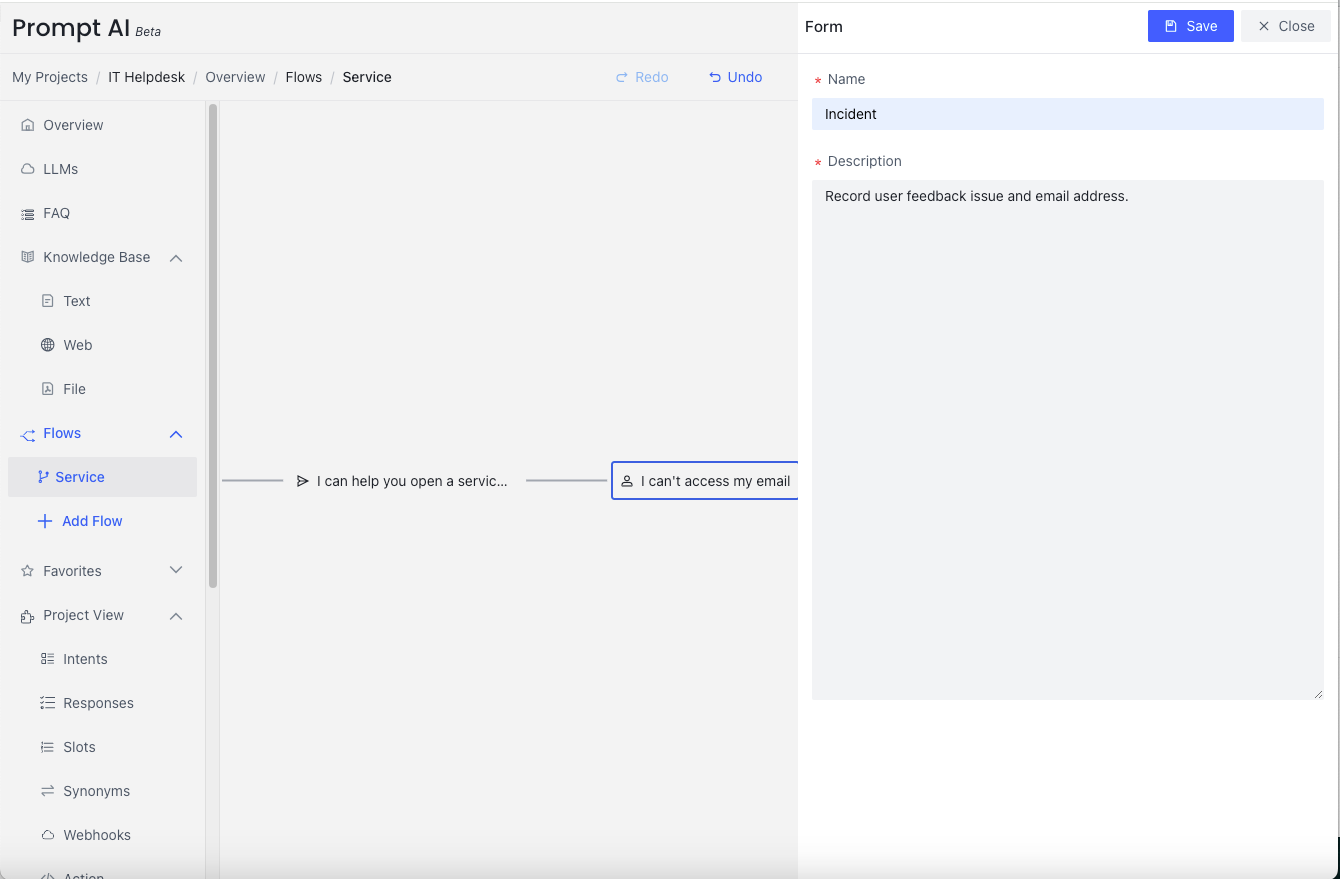 Prompt AI Beta
Form
Save
Close
My Projects / IT Helpdesk / Overview / Flows / Service
Redo
Undo
* Name
Incident
* Description
Record user feedback issue and email address.
Overview
LLMs
FAQ
Knowledge Base
Text
Web
File
Flows
Service
Add Flow
Favorites
Project View
Intents
Responses
Slots
Synonyms
Webhooks
Action
I can help you open a servic...
I can't access my email